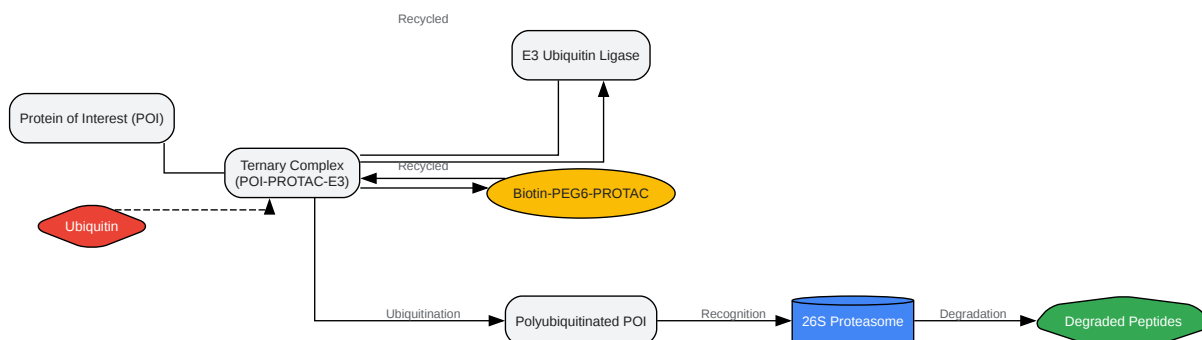 Recycled
E3 Ubiquitin Ligase
Protein of Interest (POI)
Ternary Complex
(POI-PROTAC-E3)
Recycled
Biotin-PEG6-PROTAC
Ubiquitin
Ubiquitination
Polyubiquitinated POI
Recognition
26S Proteasome
Degradation
Degraded Peptides